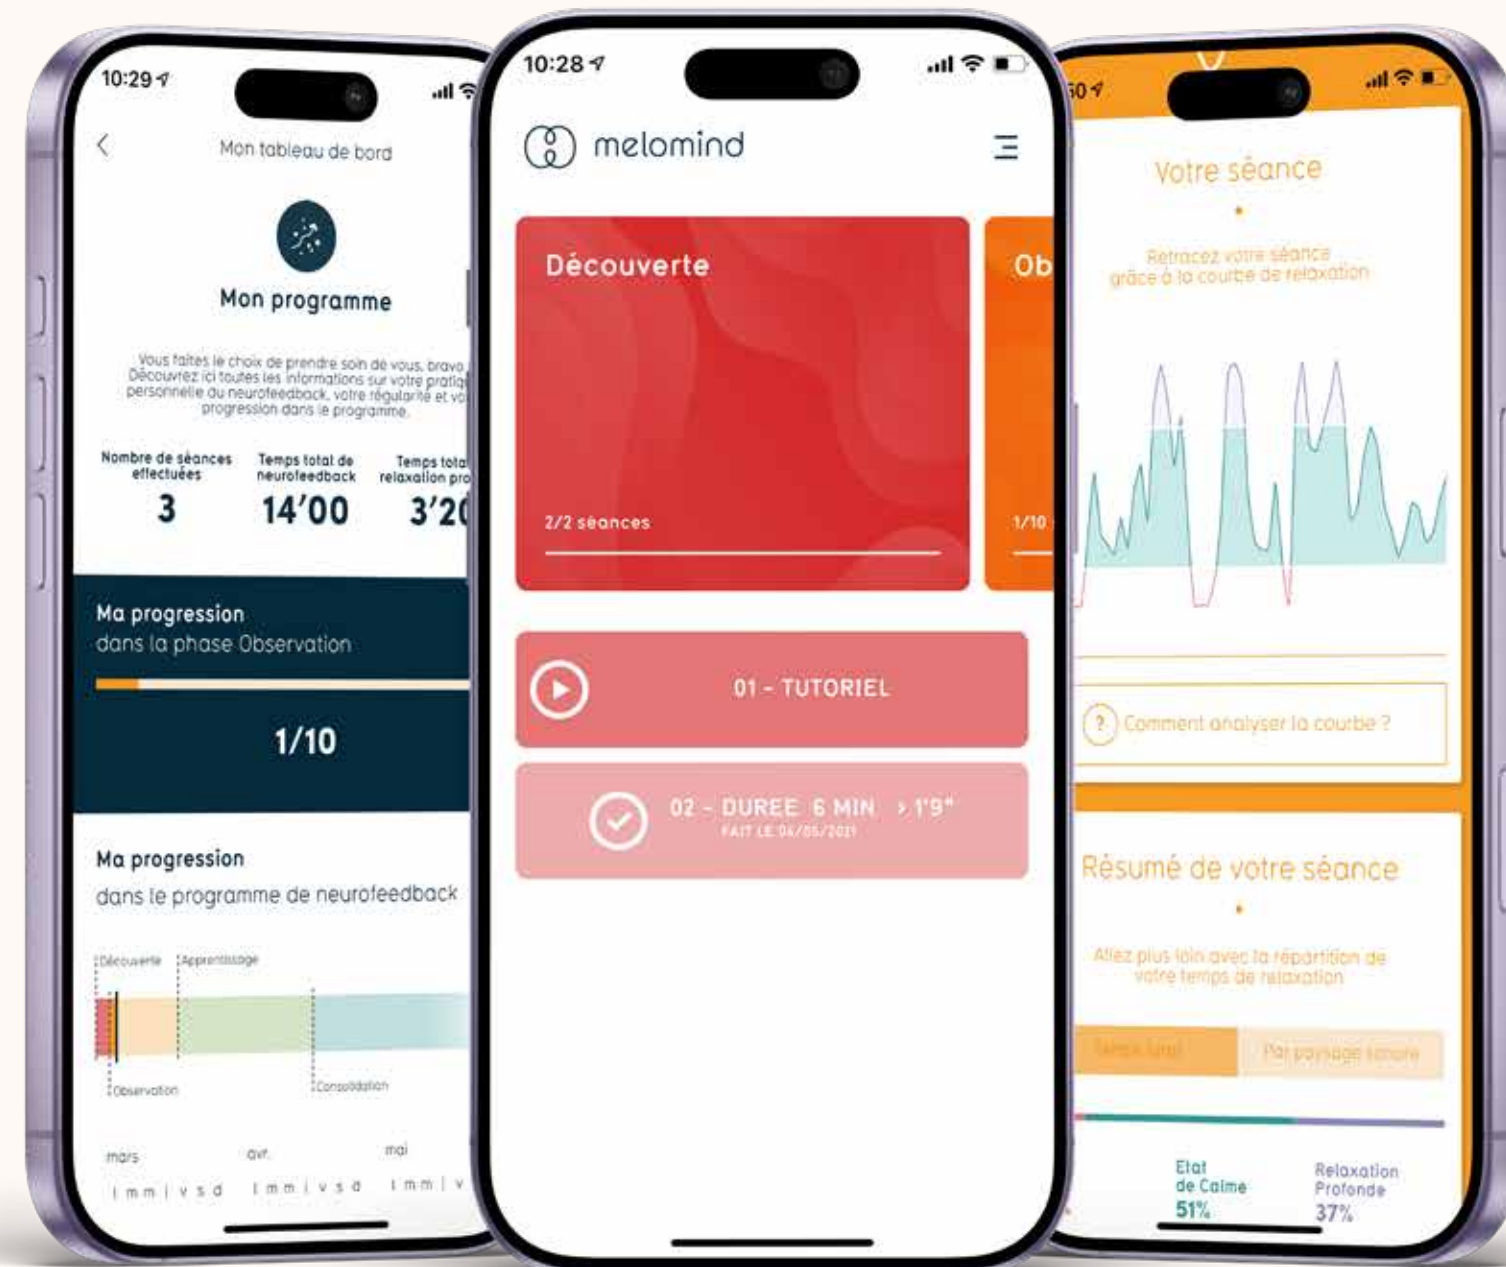 10:29
Mon tableau de bord
Mon programme
Vous faites le choix de prendre soin de vous, bravo
Découvrez ici toutes les informations sur votre
personnelle du neurofeedback, votre régularité et
progression dans le programme.
Nombre de séances
effectuées
3
Temps total de
neurofeedback
14'00
Temps
relaxation
3'20
Ma progression
dans la phase Observation
1/10
Ma progression
dans le programme de neurofeedback
Découverte
Apprentissage
Observation
Consolidation
mars
avr.
mai
l m m j v s d
l m m j v s d
l m m j v
10:28
melomind
Découverte
2/2 séances
Ob
1/10
01 - TUTORIEL
02 - DUREE 6 MIN > 1'9"
FAIT LE 04/05/2021
Votre séance
Retracez votre séance
grâce à la courbe de relaxation
? Comment analyser la courbe ?
Résumé de votre séance
Allez plus loin avec la répartition de
votre temps de relaxation
Temps total
Par paysage sonore
Etat
de Calme
51%
Relaxation
Profonde
37%